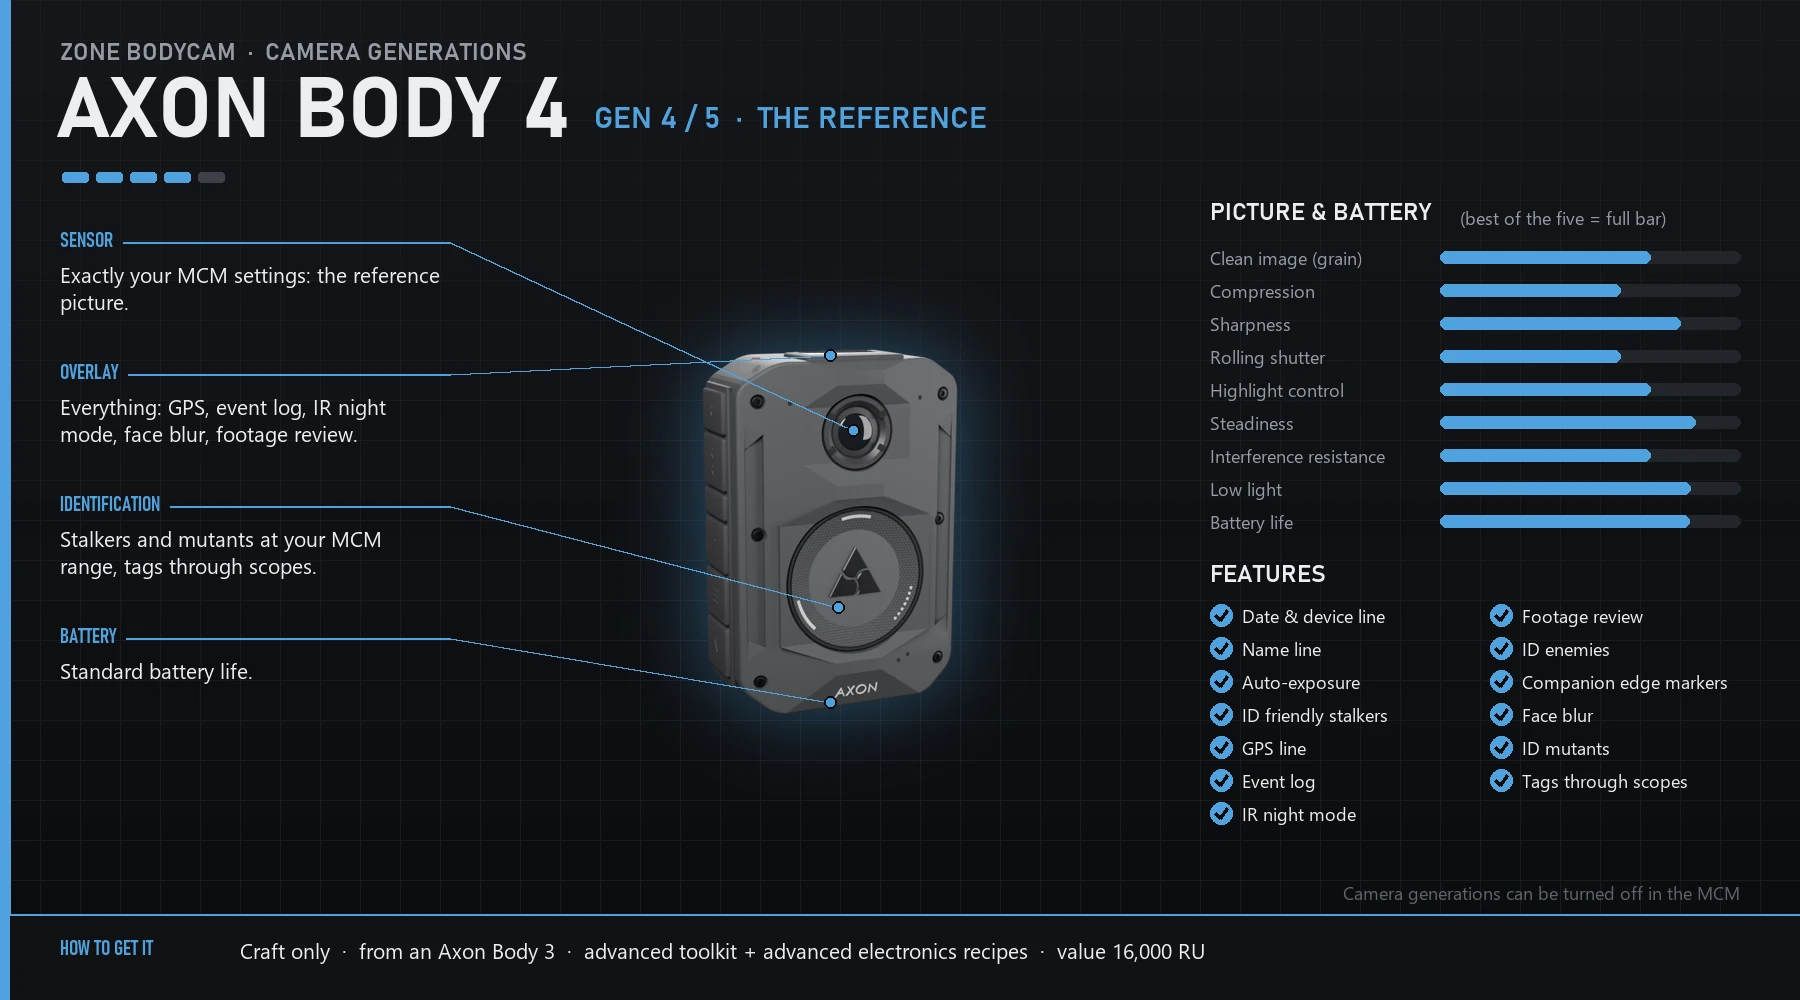 ZONE BODYCAM · CAMERA GENERATIONS
AXON BODY 4 GEN 4 / 5 · THE REFERENCE
SENSOR
Exactly your MCM settings: the reference
picture.
OVERLAY
Everything: GPS, event log, IR night
mode, face blur, footage review.
IDENTIFICATION
Stalkers and mutants at your MCM
range, tags through scopes.
BATTERY
Standard battery life.
AXON
PICTURE & BATTERY (best of the five = full bar)
Clean image (grain)
Compression
Sharpness
Rolling shutter
Highlight control
Steadiness
Interference resistance
Low light
Battery life
FEATURES
Date & device line
Name line
Auto-exposure
ID friendly stalkers
GPS line
Event log
IR night mode
Footage review
ID enemies
Companion edge markers
Face blur
ID mutants
Tags through scopes
Camera generations can be turned off in the MCM
HOW TO GET IT
Craft only · from an Axon Body 3 · advanced toolkit + advanced electronics recipes · value 16,000 RU